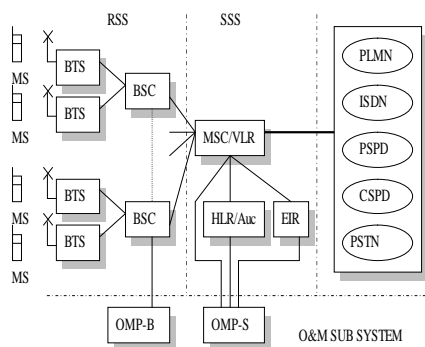 RSS
SSS
MS
BTS
MS
BTS
BSC
MS
BTS
MS
BTS
BSC
MSC/VLR
HLR/Auc
EIR
PLMN
ISDN
PSPD
CSPD
PSTN
OMP-B
OMP-S
O&M SUB SYSTEM